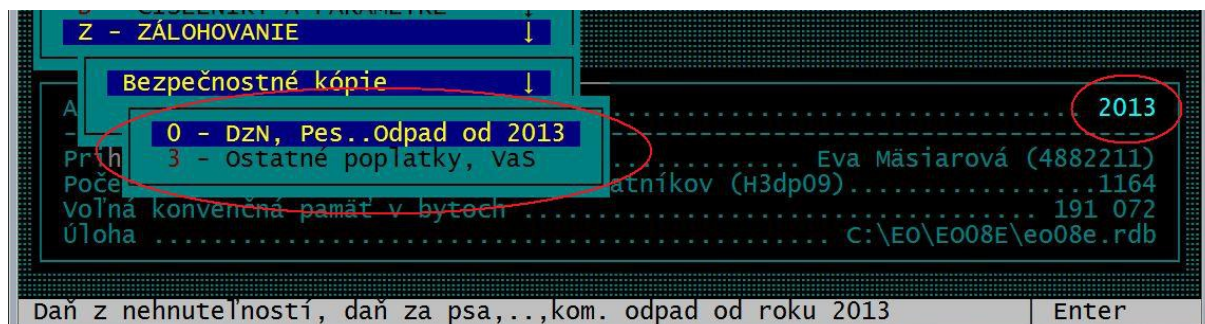 Z - ZÁLOHOVANIE ↓
Bezpečnostné kópie ↓
A ... 2013
0 - DzN, Pes..Odpad od 2013
Prih 3 - Ostatné poplatky, VaS ... Eva Mäsiarová (4882211)
Poče atníkov (H3dp09)..................1164
Voľná konvenčná pamäť v bytoch ................................... 191 072
Úloha .............................................. C:\EO\EO08E\eo08e.rdb
Daň z nehnuteľností, daň za psa,..,kom. odpad od roku 2013 Enter